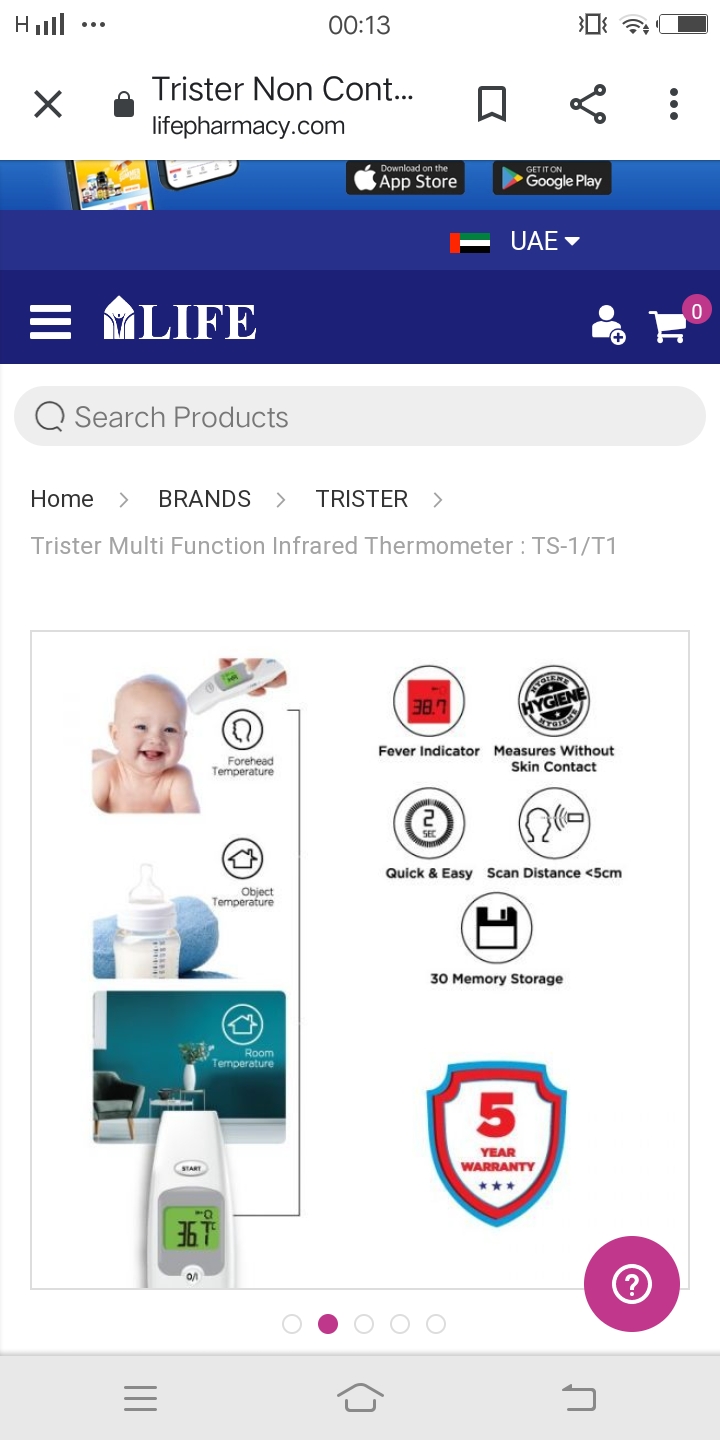 H 00:13
Trister Non Cont...
lifepharmacy.com
Download on the
App Store
GET IT ON
Google Play
UAE
LIFE
0
Search Products
Home > BRANDS > TRISTER >
Trister Multi Function Infrared Thermometer : TS-1/T1
Forehead
Temperature
Object
Temperature
Room
Temperature
START
36.7°C
O/I
38.7
Fever Indicator
HYGIENE
HYGIENE
HYGIENE
Measures Without
Skin Contact
2
SEC
Quick & Easy
Scan Distance <5cm
30 Memory Storage
5
YEAR
WARRANTY
?